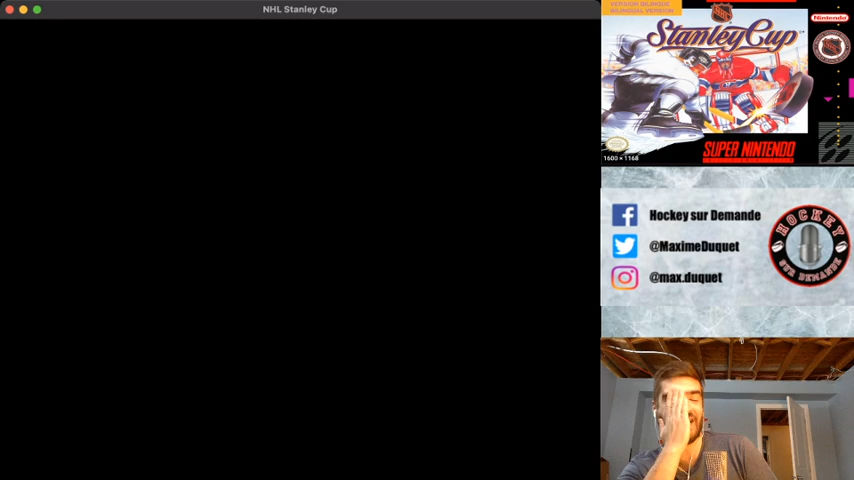 NHL Stanley Cup
VERSION BILINGUE
BILINGUAL VERSION
NHL
Stanley Cup
Nintendo
SUPER NINTENDO
1600 × 1168
Hockey sur Demande
@MaximeDuquet
@max.duquet
HOCKEY
SUR DEMANDE